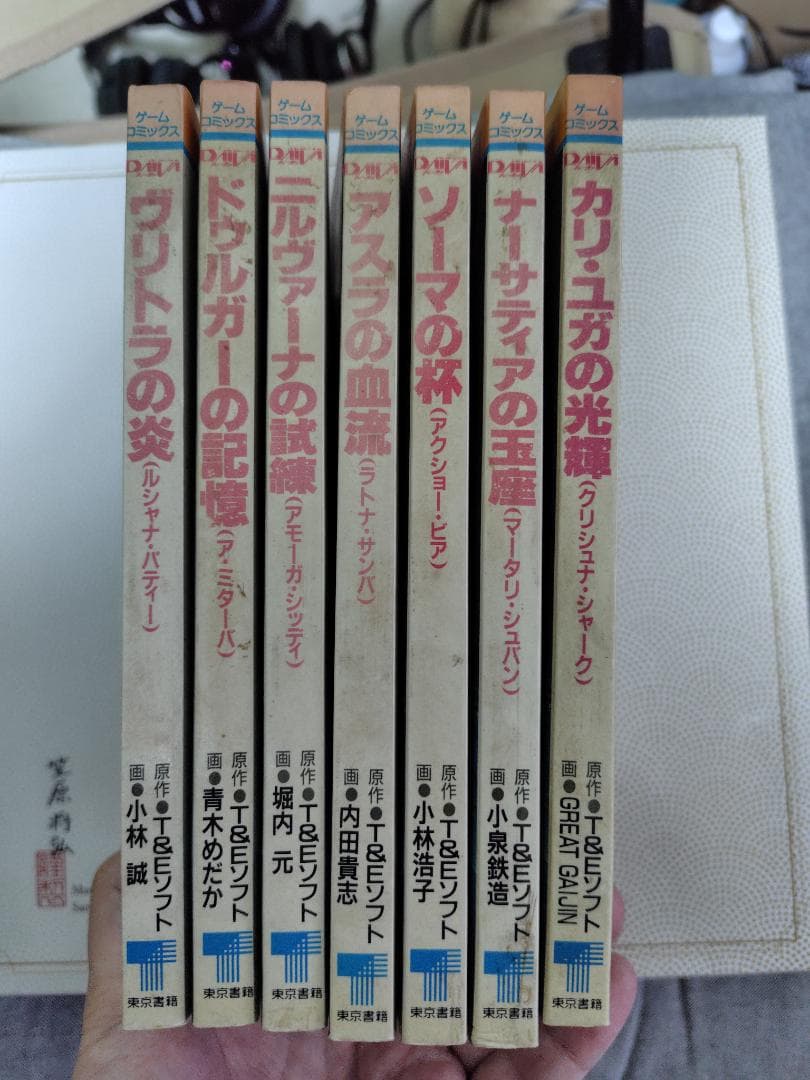 ゲーム
コミックス
DAIVA
ヴリトラの炎(ルシャナ・パティー)
原作●T&Eソフト
画●小林 誠
東京書籍
ゲーム
コミックス
DAIVA
ドゥルガーの記憶(ア・ミターバ)
原作●T&Eソフト
画●青木めだか
東京書籍
ゲーム
コミックス
DAIVA
ニルヴァーナの試練(アモーガ・シッディ)
原作●T&Eソフト
画●堀内 元
東京書籍
ゲーム
コミックス
DAIVA
アスラの血流(ラトナ・サンバ)
原作●T&Eソフト
画●内田貴志
東京書籍
ゲーム
コミックス
DAIVA
ソーマの杯(アクショー・ビア)
原作●T&Eソフト
画●小林浩子
東京書籍
ゲーム
コミックス
DAIVA
ナーサティアの玉座(マータリ・シュバン)
原作●T&Eソフト
画●小泉鉄造
東京書籍
ゲーム
コミックス
DAIVA
カリ・ユガの光輝(クリシュナ・シャーク)
原作●T&Eソフト
画●GREAT GAIJIN
東京書籍